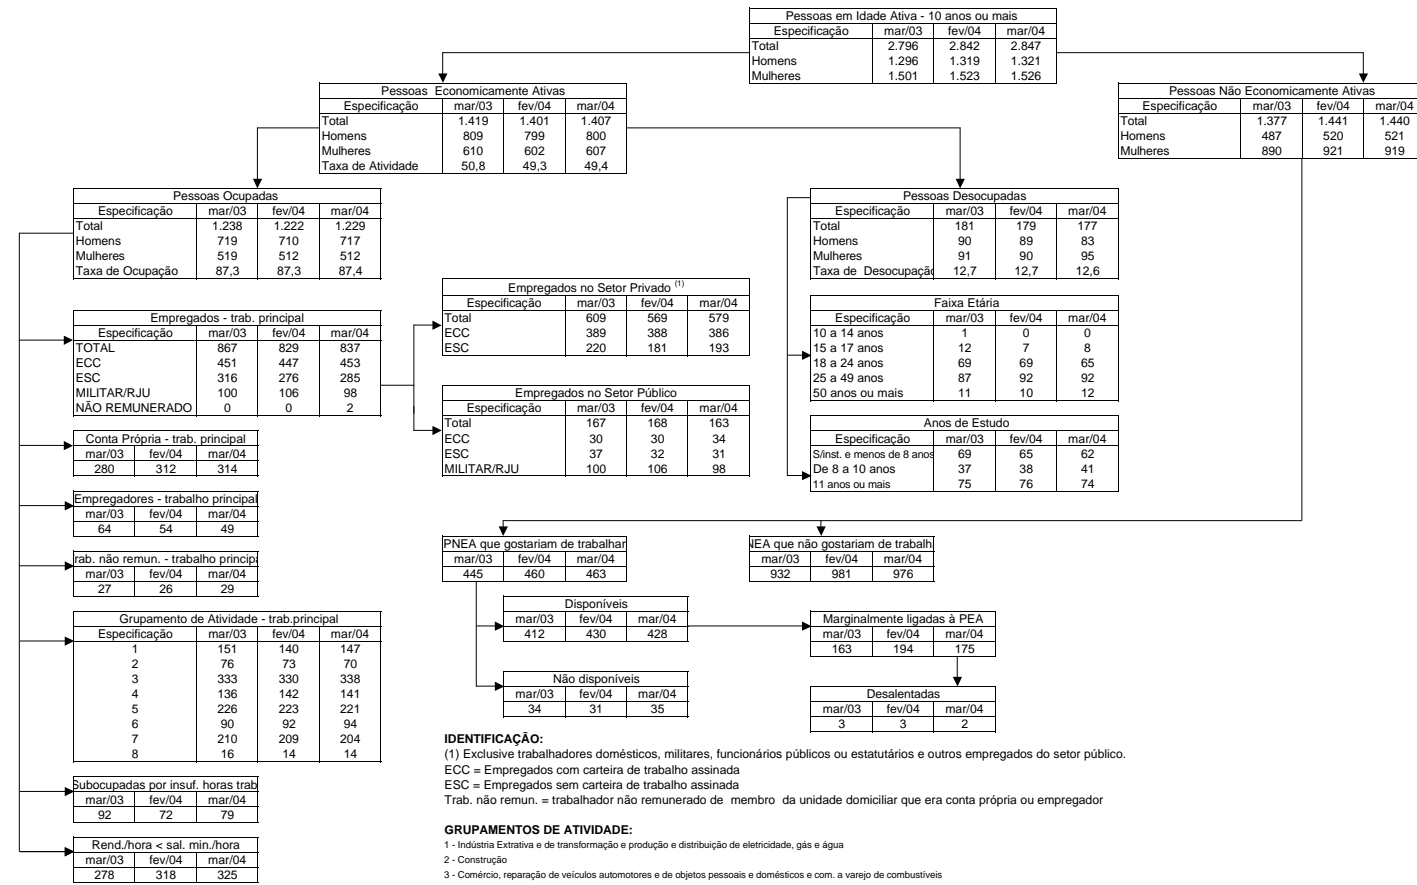 Pessoas em Idade Ativa - 10 anos ou mais
Especificação mar/03 fev/04 mar/04
Total 2.796 2.842 2.847
Homens 1.296 1.319 1.321
Mulheres 1.501 1.523 1.526
Pessoas Economicamente Ativas
Especificação mar/03 fev/04 mar/04
Total 1.419 1.401 1.407
Homens 809 799 800
Mulheres 610 602 607
Taxa de Atividade 50,8 49,3 49,4
Pessoas Não Economicamente Ativas
Especificação mar/03 fev/04 mar/04
Total 1.377 1.441 1.440
Homens 487 520 521
Mulheres 890 921 919
Pessoas Ocupadas
Especificação mar/03 fev/04 mar/04
Total 1.238 1.222 1.229
Homens 719 710 717
Mulheres 519 512 512
Taxa de Ocupação 87,3 87,3 87,4
Pessoas Desocupadas
Especificação mar/03 fev/04 mar/04
Total 181 179 177
Homens 90 89 83
Mulheres 91 90 95
Taxa de Desocupação 12,7 12,7 12,6
Empregados - trab. principal
Especificação mar/03 fev/04 mar/04
TOTAL 867 829 837
ECC 451 447 453
ESC 316 276 285
MILITAR/RJU 100 106 98
NÃO REMUNERADO 0 0 2
Empregados no Setor Privado (1)
Especificação mar/03 fev/04 mar/04
Total 609 569 579
ECC 389 388 386
ESC 220 181 193
Faixa Etária
Especificação mar/03 fev/04 mar/04
10 a 14 anos 1 0 0
15 a 17 anos 12 7 8
18 a 24 anos 69 69 65
25 a 49 anos 87 92 92
50 anos ou mais 11 10 12
Empregados no Setor Público
Especificação mar/03 fev/04 mar/04
Total 167 168 163
ECC 30 30 34
ESC 37 32 31
MILITAR/RJU 100 106 98
Anos de Estudo
Especificação mar/03 fev/04 mar/04
S/inst. e menos de 8 anos 69 65 62
De 8 a 10 anos 37 38 41
11 anos ou mais 75 76 74
Conta Própria - trab. principal
mar/03 fev/04 mar/04
280 312 314
Empregadores - trabalho principal
mar/03 fev/04 mar/04
64 54 49
rab. não remun. - trabalho princip
mar/03 fev/04 mar/04
27 26 29
PNEA que gostariam de trabalhar
mar/03 fev/04 mar/04
445 460 463
NEA que não gostariam de trabalh
mar/03 fev/04 mar/04
932 981 976
Disponíveis
mar/03 fev/04 mar/04
412 430 428
Marginalmente ligadas à PEA
mar/03 fev/04 mar/04
163 194 175
Não disponíveis
mar/03 fev/04 mar/04
34 31 35
Desalentadas
mar/03 fev/04 mar/04
3 3 2
Grupamento de Atividade - trab.principal
Especificação mar/03 fev/04 mar/04
1 151 140 147
2 76 73 70
3 333 330 338
4 136 142 141
5 226 223 221
6 90 92 94
7 210 209 204
8 16 14 14
Subocupadas por insuf. horas trab
mar/03 fev/04 mar/04
92 72 79
Rend./hora < sal. min./hora
mar/03 fev/04 mar/04
278 318 325
IDENTIFICAÇÃO:
(1) Exclusive trabalhadores domésticos, militares, funcionários públicos ou estatutários e outros empregados do setor público.
ECC = Empregados com carteira de trabalho assinada
ESC = Empregados sem carteira de trabalho assinada
Trab. não remun. = trabalhador não remunerado de membro da unidade domiciliar que era conta própria ou empregador
GRUPAMENTOS DE ATIVIDADE:
1 - Indústria Extrativa e de transformação e produção e distribuição de eletricidade, gás e água
2 - Construção
3 - Comércio, reparação de veículos automotores e de objetos pessoais e domésticos e com. a varejo de combustíveis